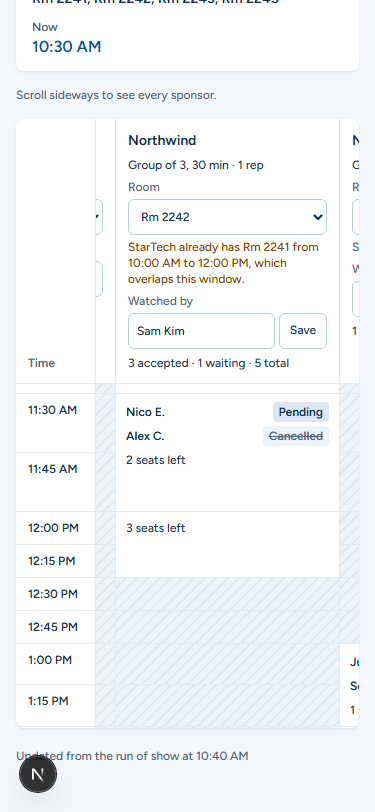 Now
10:30 AM
Scroll sideways to see every sponsor.
Northwind
Group of 3, 30 min · 1 rep
Room
Rm 2242
StarTech already has Rm 2241 from
10:00 AM to 12:00 PM, which
overlaps this window.
Watched by
Sam Kim
Save
Time
3 accepted · 1 waiting · 5 total
11:30 AM
Nico E.
Pending
Alex C.
Cancelled
2 seats left
11:45 AM
12:00 PM
3 seats left
12:15 PM
12:30 PM
12:45 PM
1:00 PM
1:15 PM
1
Updated from the run of show at 10:40 AM
N